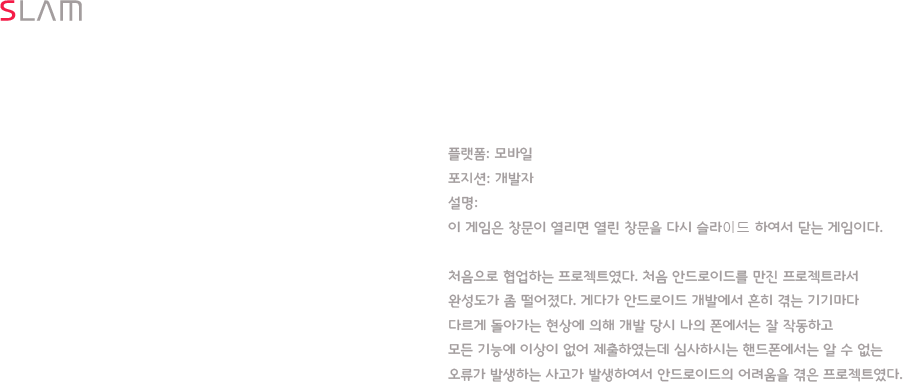 SLAM
플랫폼: 모바일
포지션: 개발자
설명:
이 게임은 창문이 열리면 열린 창문을 다시 슬라이드 하여서 닫는 게임이다.
처음으로 협업하는 프로젝트였다. 처음 안드로이드를 만진 프로젝트라서
완성도가 좀 떨어졌다. 게다가 안드로이드 개발에서 흔히 겪는 기기마다
다르게 돌아가는 현상에 의해 개발 당시 나의 폰에서는 잘 작동하고
모든 기능에 이상이 없어 제출하였는데 심사하시는 핸드폰에서는 알 수 없는
오류가 발생하는 사고가 발생하여서 안드로이드의 어려움을 겪은 프로젝트였다.